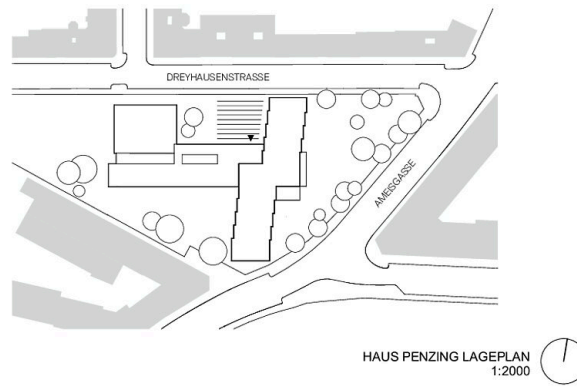 DREYHAUSENSTRASSE
AMEISGASSE
HAUS PENZING LAGEPLAN
1:2000